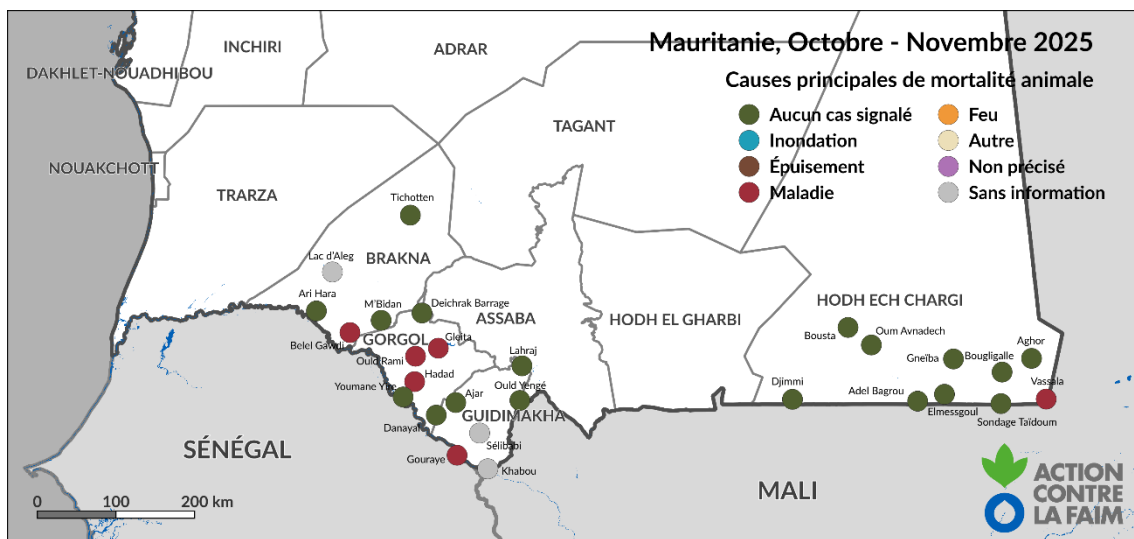 Mauritanie, Octobre - Novembre 2025
Causes principales de mortalité animale
Aucun cas signalé
Inondation
Épuisement
Maladie
Feu
Autre
Non précisé
Sans information
INCHIRI
ADRAR
DAKHLET-NOUADHIBOU
TAGANT
NOUAKCHOTT
TRARZA
Tichotten
Lac d'Aleg
BRAKNA
Ari Hara
M'Bidan
Deichrak Barrage
ASSABA
HODH EL GHARBI
HODH ECH CHARGI
Belel Gawdi
GORGOL
Gleita
Ould Rami
Lahraj
Hadad
Youmane Yire
Ajar
Ould Yengé
GUIDIMAKHA
Danayan
Sélibabi
Gouraye
Khabou
Bousta
Oum Avnadech
Gneïba
Bougligalle
Aghor
Djimmi
Adel Bagrou
Elmessgoul
Vassala
Sondage Taïdoum
SÉNÉGAL
MALI
0 100 200 km
ACTION
CONTRE
LA FAIM